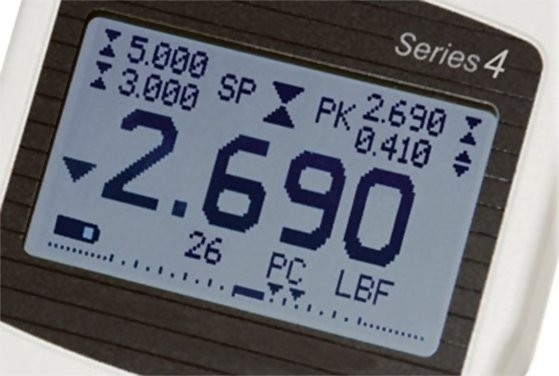 Series 4
5.000 SP PK 2.690
3.000 0.410
2.690
26 PC LBF